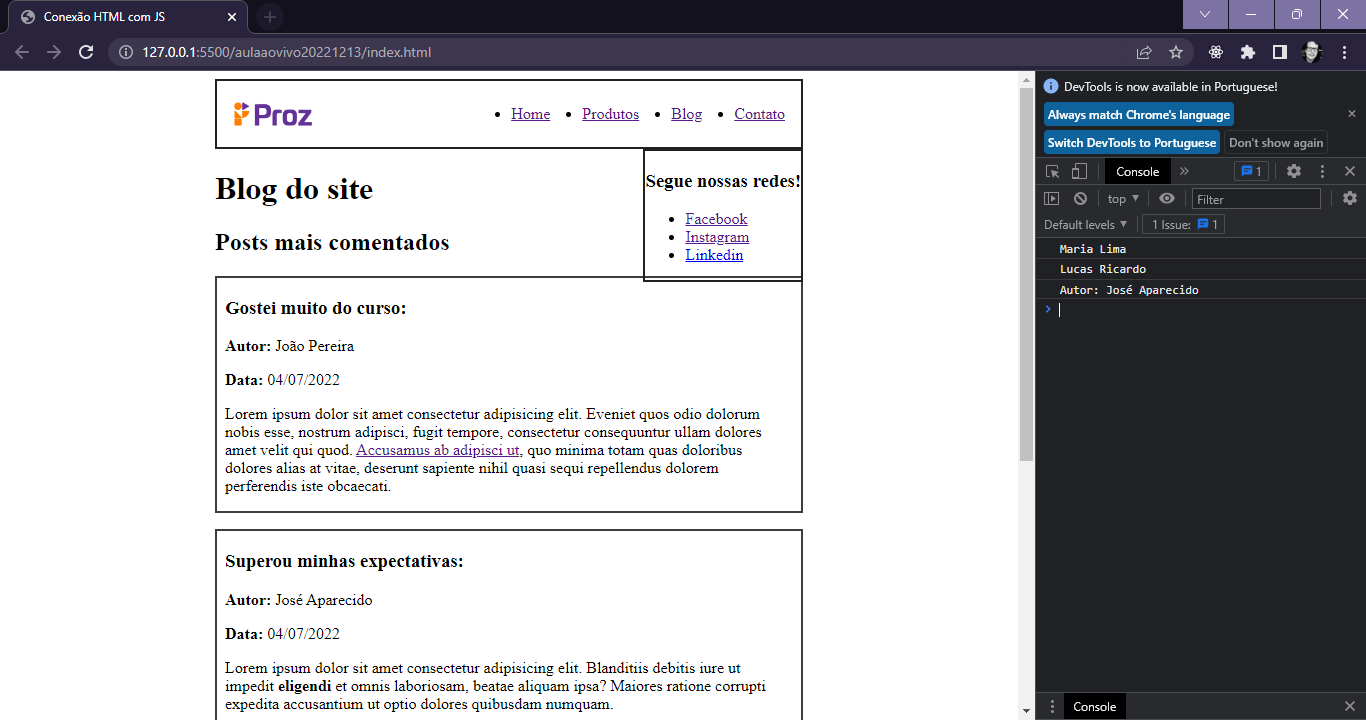 Conexão HTML com JS
127.0.0.1:5500/aulaaovivo20221213/index.html
Proz
Home
Produtos
Blog
Contato
Segue nossas redes!
Facebook
Instagram
Linkedin
Blog do site
Posts mais comentados
Gostei muito do curso:
Autor: João Pereira
Data: 04/07/2022
Lorem ipsum dolor sit amet consectetur adipisicing elit. Eveniet quos odio dolorum
nobis esse, nostrum adipisci, fugit tempore, consectetur consequuntur ullam dolores
amet velit qui quod. Accusamus ab adipisci ut, quo minima totam quas doloribus
dolores alias at vitae, deserunt sapiente nihil quasi sequi repellendus dolorem
perferendis iste obcaecati.
Superou minhas expectativas:
Autor: José Aparecido
Data: 04/07/2022
Lorem ipsum dolor sit amet consectetur adipisicing elit. Blanditiis debitis iure ut
impedit eligendi et omnis laboriosam, beatae aliquam ipsa? Maiores ratione corrupti
expedita accusantium ut optio dolores quibusdam numquam.
DevTools is now available in Portuguese!
Always match Chrome's language
Switch DevTools to Portuguese
Don't show again
Console
1
top
Filter
Default levels
1 Issue: 1
Maria Lima
Lucas Ricardo
Autor: José Aparecido
Console